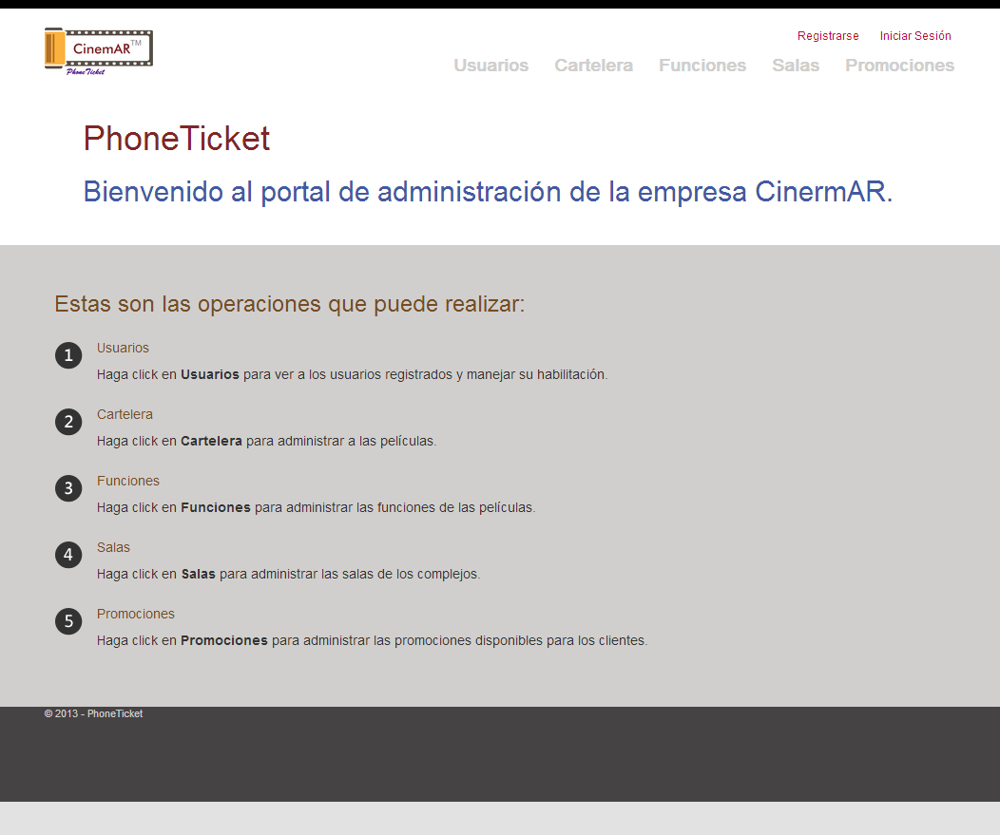 CinemAR™
PhoneTicket
Registrarse Iniciar Sesión
Usuarios Cartelera Funciones Salas Promociones
PhoneTicket
Bienvenido al portal de administración de la empresa CinermAR.
Estas son las operaciones que puede realizar:
1 Usuarios
Haga click en Usuarios para ver a los usuarios registrados y manejar su habilitación.
2 Cartelera
Haga click en Cartelera para administrar a las películas.
3 Funciones
Haga click en Funciones para administrar las funciones de las películas.
4 Salas
Haga click en Salas para administrar las salas de los complejos.
5 Promociones
Haga click en Promociones para administrar las promociones disponibles para los clientes.
© 2013 - PhoneTicket